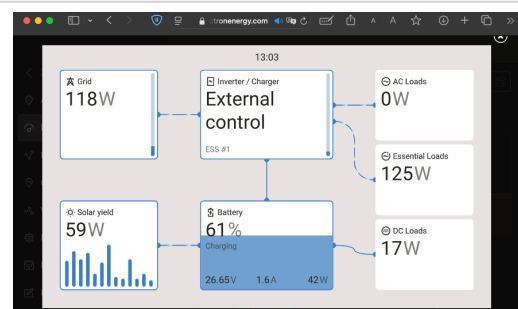 tronenergy.com
13:03
Grid
118W
Inverter / Charger
External
control
ESS #1
AC Loads
0W
Essential Loads
125W
Solar yield
59W
Battery
61%
Charging
26.65V 1.6A 42W
DC Loads
17W